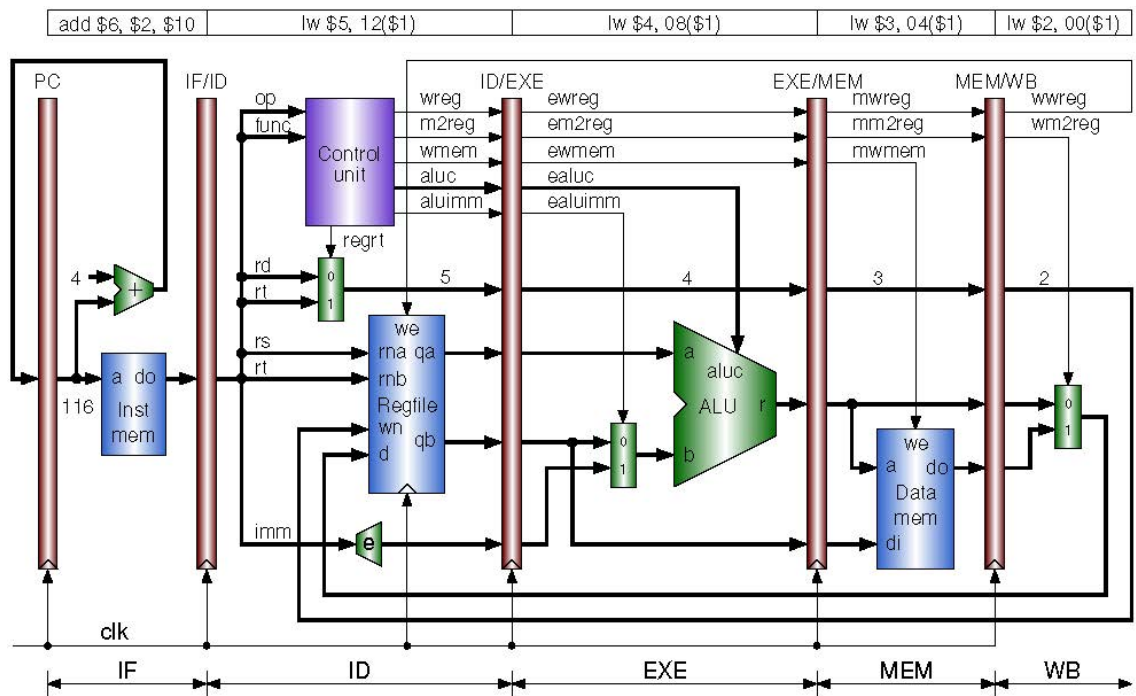 add $6, $2, $10 lw $5, 12($1) lw $4, 08($1) lw $3, 04($1) lw $2, 00($1)
PC IF/ID ID/EXE EXE/MEM MEM/WB
op wreg ewreg mwreg wwreg
func m2reg em2reg mm2reg wm2reg
Control unit
wmem ewmem mwmem
aluc ealuc
aluimm ealuimm
regrt
4 +
rd 0 5 4 3 2
rt 1
we
rs rna qa a aluc
rt rnb ALU r
a do
116 Inst mem
Regfile
wn qb
d
0 1
b
we
a do
Data mem
di
0 1
imm e
clk
IF ID EXE MEM WB